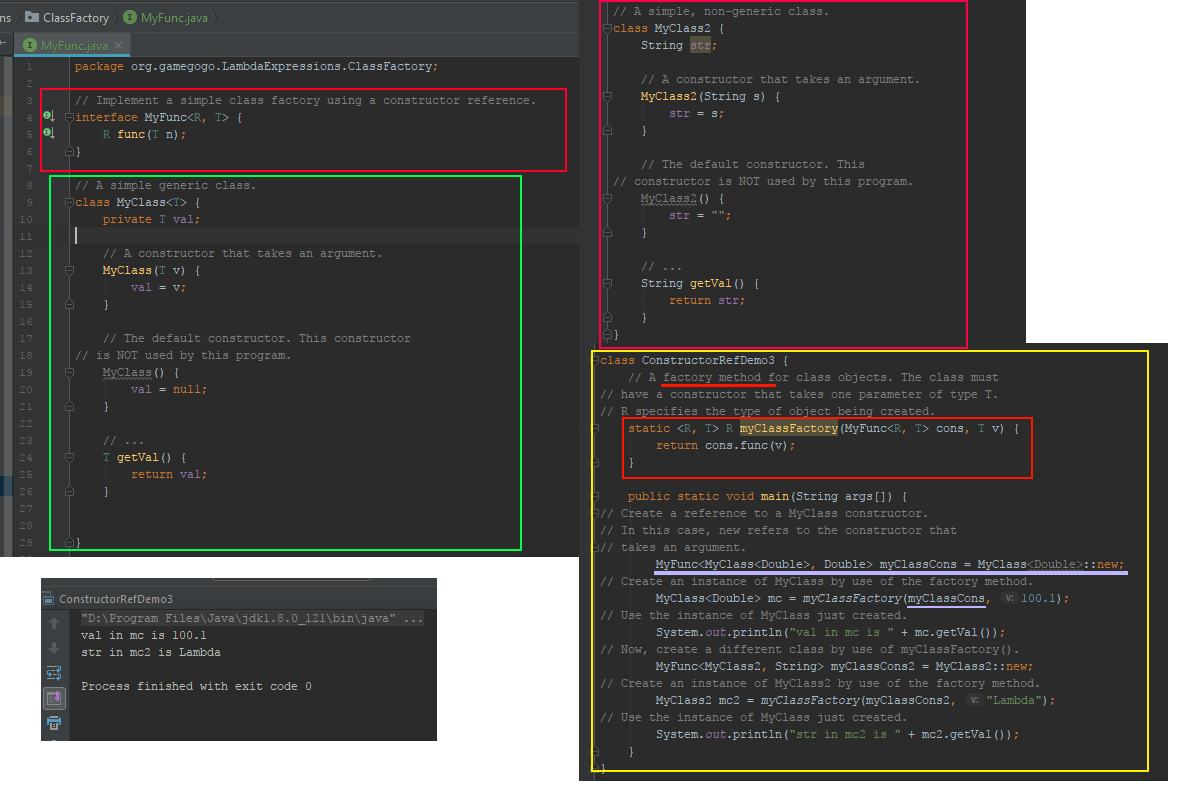 ns
ClassFactory
I
MyFunc.java
I
MyFunc.java
×
1
package org.gamegogo.LambdaExpressions.ClassFactory;
2
3
// Implement a simple class factory using a constructor reference.
4
interface MyFunc<R, T> {
5
R func(T n);
6
}
7
8
// A simple generic class.
9
class MyClass<T> {
10
private T val;
11
12
// A constructor that takes an argument.
13
MyClass(T v) {
14
val = v;
15
}
16
17
// The default constructor. This constructor
18
// is NOT used by this program.
19
MyClass() {
20
val = null;
21
}
22
23
// ...
24
T getVal() {
25
return val;
26
}
27
28
29
}
// A simple, non-generic class.
class MyClass2 {
String str;
// A constructor that takes an argument.
MyClass2(String s) {
str = s;
}
// The default constructor. This
// constructor is NOT used by this program.
MyClass2() {
str = "";
}
// ...
String getVal() {
return str;
}
}
class ConstructorRefDemo3 {
// A factory method for class objects. The class must
// have a constructor that takes one parameter of type T.
// R specifies the type of object being created.
static <R, T> R myClassFactory(MyFunc<R, T> cons, T v) {
return cons.func(v);
}
public static void main(String args[]) {
// Create a reference to a MyClass constructor.
// In this case, new refers to the constructor that
// takes an argument.
MyFunc<MyClass<Double>, Double> myClassCons = MyClass<Double>::new;
// Create an instance of MyClass by use of the factory method.
MyClass<Double> mc = myClassFactory(myClassCons, v: 100.1);
// Use the instance of MyClass just created.
System.out.println("val in mc is " + mc.getVal());
// Now, create a different class by use of myClassFactory().
MyFunc<MyClass2, String> myClassCons2 = MyClass2::new;
// Create an instance of MyClass2 by use of the factory method.
MyClass2 mc2 = myClassFactory(myClassCons2, v: "Lambda");
// Use the instance of MyClass just created.
System.out.println("str in mc2 is " + mc2.getVal());
}
}
ConstructorRefDemo3
"D:\Program Files\Java\jdk1.8.0_121\bin\java" ...
val in mc is 100.1
str in mc2 is Lambda
Process finished with exit code 0